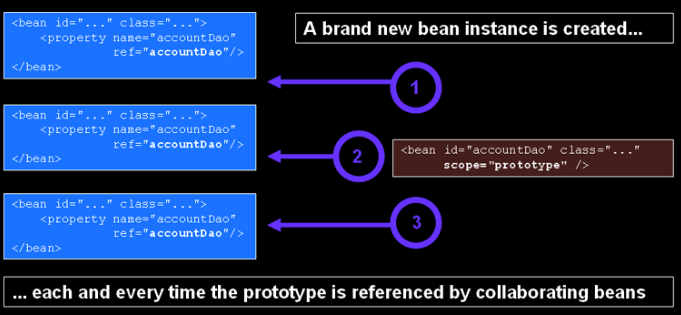 A brand new bean instance is created...
<bean id="..." class="...">
<property name="accountDao"
ref="accountDao"/>
</bean>
1
<bean id="..." class="...">
<property name="accountDao"
ref="accountDao"/>
</bean>
2
<bean id="accountDao" class="..."
scope="prototype" />
<bean id="..." class="...">
<property name="accountDao"
ref="accountDao"/>
</bean>
3
... each and every time the prototype is referenced by collaborating beans